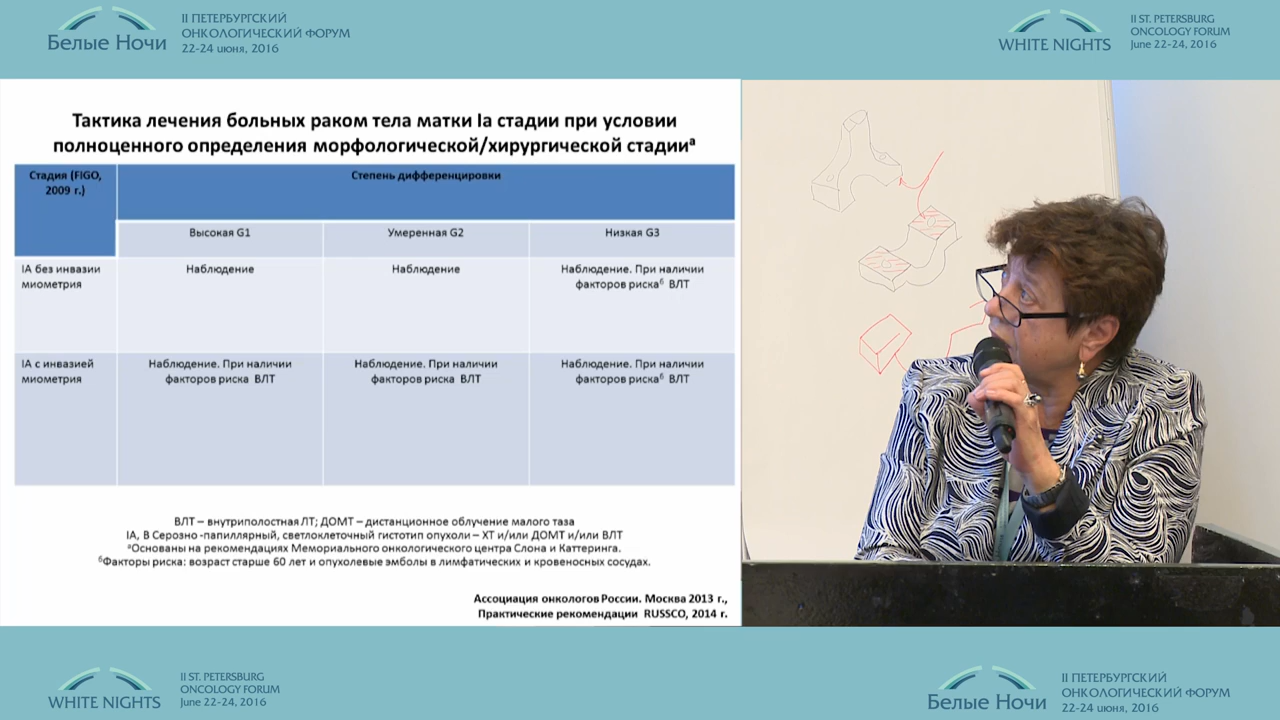 Белые Ночи
II ПЕТЕРБУРГСКИЙ
ОНКОЛОГИЧЕСКИЙ ФОРУМ
22-24 июня, 2016
WHITE NIGHTS
II ST. PETERSBURG
ONCOLOGY FORUM
June 22-24, 2016
Тактика лечения больных раком тела матки Ia стадии при условии
полноценного определения морфологической/хирургической стадииᵃ
Стадия (FIGO,
2009 г.)
Степень дифференцировки
Высокая G1
Умеренная G2
Низкая G3
IA без инвазии
миометрия
Наблюдение
Наблюдение
Наблюдение. При наличии
факторов рискаᵟ ВЛТ
IA с инвазией
миометрия
Наблюдение. При наличии
факторов риска ВЛТ
Наблюдение. При наличии
факторов риска ВЛТ
Наблюдение. При наличии
факторов рискаᵟ ВЛТ
ВЛТ – внутриполостная ЛТ; ДОМТ – дистанционное облучение малого таза
IA, В Серозно -папиллярный, светлоклеточный гистотип опухоли – ХТ и/или ДОМТ и/или ВЛТ
ᵃОснованы на рекомендациях Мемориального онкологического центра Слона и Каттеринга.
ᵟФакторы риска: возраст старше 60 лет и опухолевые эмболы в лимфатических и кровеносных сосудах.
Ассоциация онкологов России. Москва 2013 г.,
Практические рекомендации RUSSCO, 2014 г.
WHITE NIGHTS
II ST. PETERSBURG
ONCOLOGY FORUM
June 22-24, 2016
Белые Ночи
II ПЕТЕРБУРГСКИЙ
ОНКОЛОГИЧЕСКИЙ ФОРУМ
22-24 июня, 2016